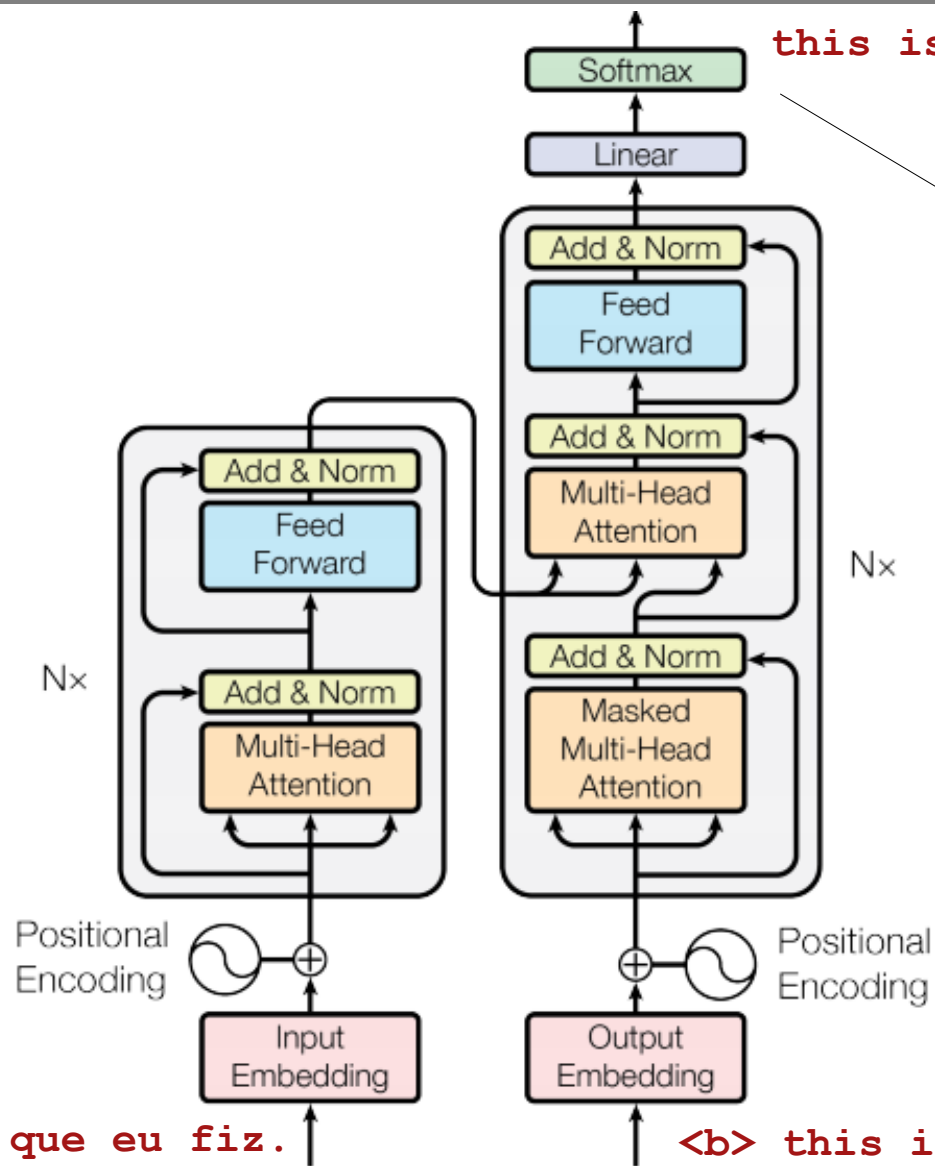 this is
Softmax
Linear
Add & Norm
Feed
Forward
Add & Norm
Multi-Head
Attention
Nx
Add & Norm
Masked
Multi-Head
Attention
Add & Norm
Feed
Forward
Nx
Add & Norm
Multi-Head
Attention
Positional
Encoding
Positional
Encoding
Input
Embedding
Output
Embedding
que eu fiz.
<b> this i